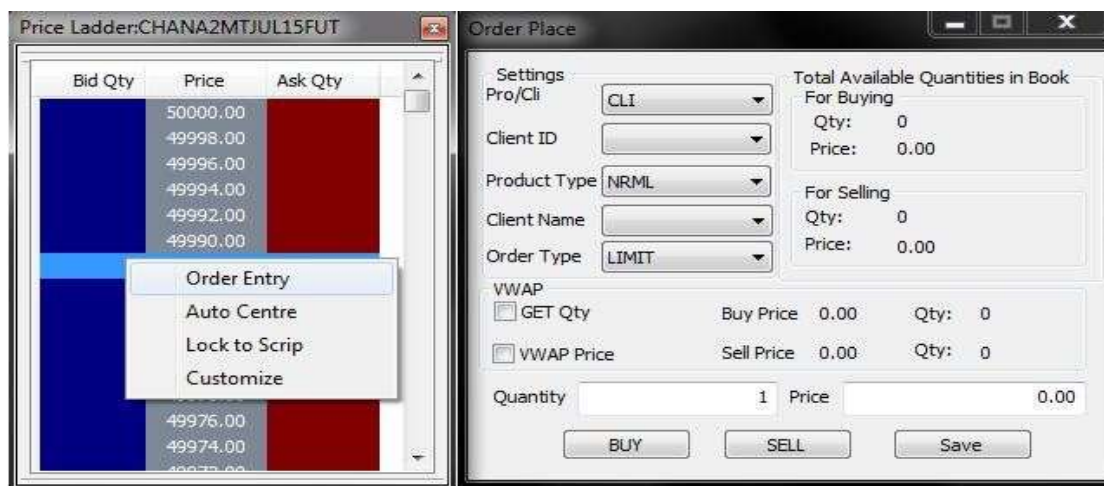 Price Ladder:CHANA2MTJUL15FUT
Bid Qty Price Ask Qty
50000.00
49998.00
49996.00
49994.00
49992.00
49990.00
Order Entry
Auto Centre
Lock to Scrip
Customize
49976.00
49974.00
Order Place
Settings
Pro/Cli CLI
Client ID
Product Type NRML
Client Name
Order Type LIMIT
Total Available Quantities in Book
For Buying
Qty: 0
Price: 0.00
For Selling
Qty: 0
Price: 0.00
VWAP
GET Qty Buy Price 0.00 Qty: 0
VWAP Price Sell Price 0.00 Qty: 0
Quantity 1 Price 0.00
BUY SELL Save